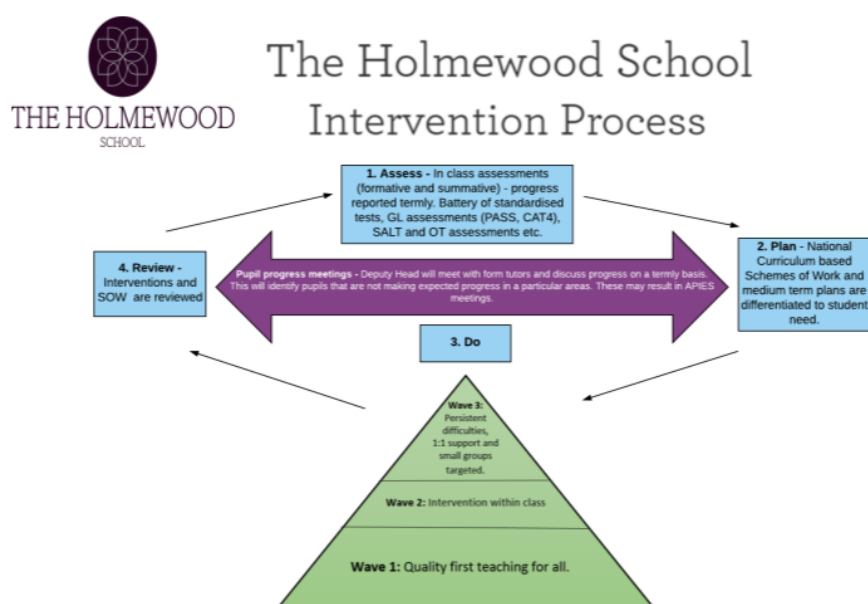 The Holmewood School
Intervention Process
THE HOLMEWOOD
SCHOOL
1. Assess - In class assessments
(formative and summative) - progress
reported termly. Battery of standardised
tests, GL assessments (PASS, CAT4),
SALT and OT assessments etc.
2. Plan - National
Curriculum based
Schemes of Work and
medium term plans are
differentiated to student
need.
4. Review -
Interventions and
SOW are reviewed
Pupil progress meetings - Deputy Head will meet with form tutors and discuss progress on a termly basis.
This will identify pupils that are not making expected progress in a particular areas. These may result in APIES
meetings.
3. Do
Wave 3:
Persistent
difficulties,
1:1 support and
small groups
targeted.
Wave 2: Intervention within class
Wave 1: Quality first teaching for all.